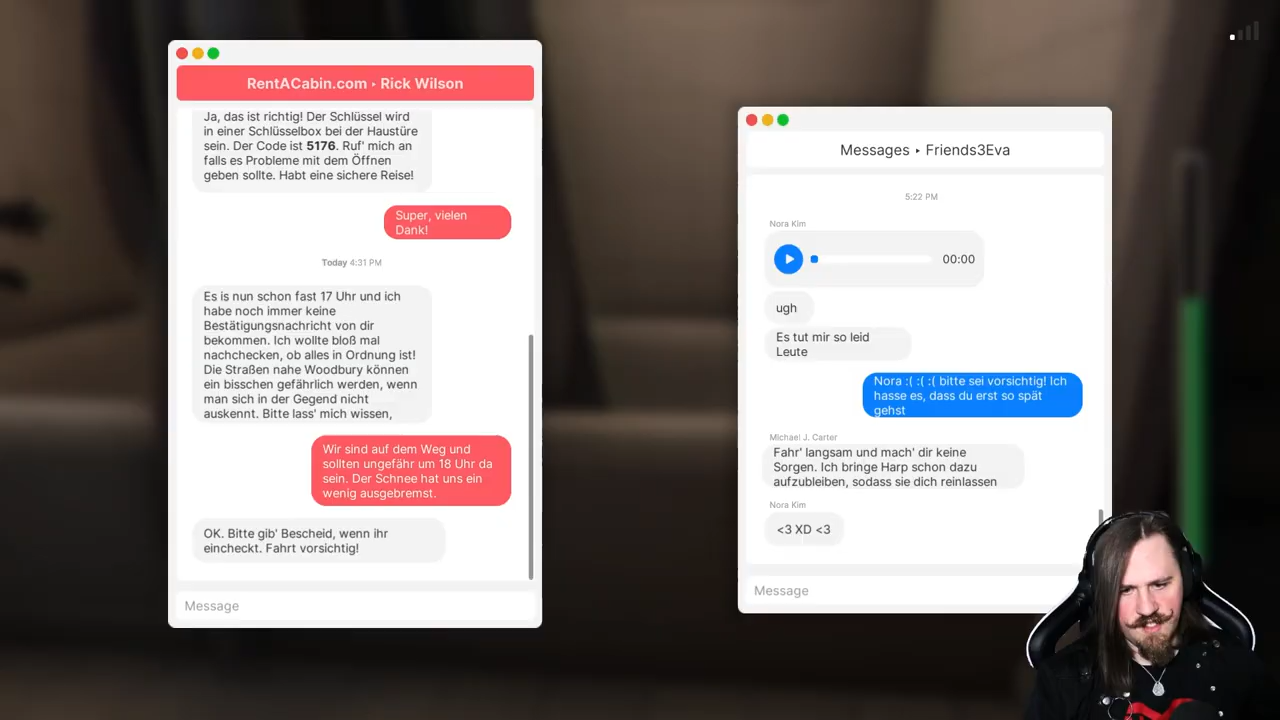 RentACabin.com ▸ Rick Wilson
Ja, das ist richtig! Der Schlüssel wird
in einer Schlüsselbox bei der Haustüre
sein. Der Code ist 5176. Ruf' mich an
falls es Probleme mit dem Öffnen
geben sollte. Habt eine sichere Reise!
Super, vielen
Dank!
Today 4:31 PM
Es is nun schon fast 17 Uhr und ich
habe noch immer keine
Bestätigungsnachricht von dir
bekommen. Ich wollte bloß mal
nachchecken, ob alles in Ordnung ist!
Die Straßen nahe Woodbury können
ein bisschen gefährlich werden, wenn
man sich in der Gegend nicht
auskennt. Bitte lass' mich wissen,
Wir sind auf dem Weg und
sollten ungefähr um 18 Uhr da
sein. Der Schnee hat uns ein
wenig ausgebremst.
OK. Bitte gib' Bescheid, wenn ihr
eincheckt. Fahrt vorsichtig!
Message
Messages ▸ Friends3Eva
5:22 PM
Nora Kim
00:00
ugh
Es tut mir so leid
Leute
Nora :( :( :( bitte sei vorsichtig! Ich
hasse es, dass du erst so spät
gehst
Michael J. Carter
Fahr' langsam und mach' dir keine
Sorgen. Ich bringe Harp schon dazu
aufzubleiben, sodass sie dich reinlassen
Nora Kim
<3 XD <3
Message